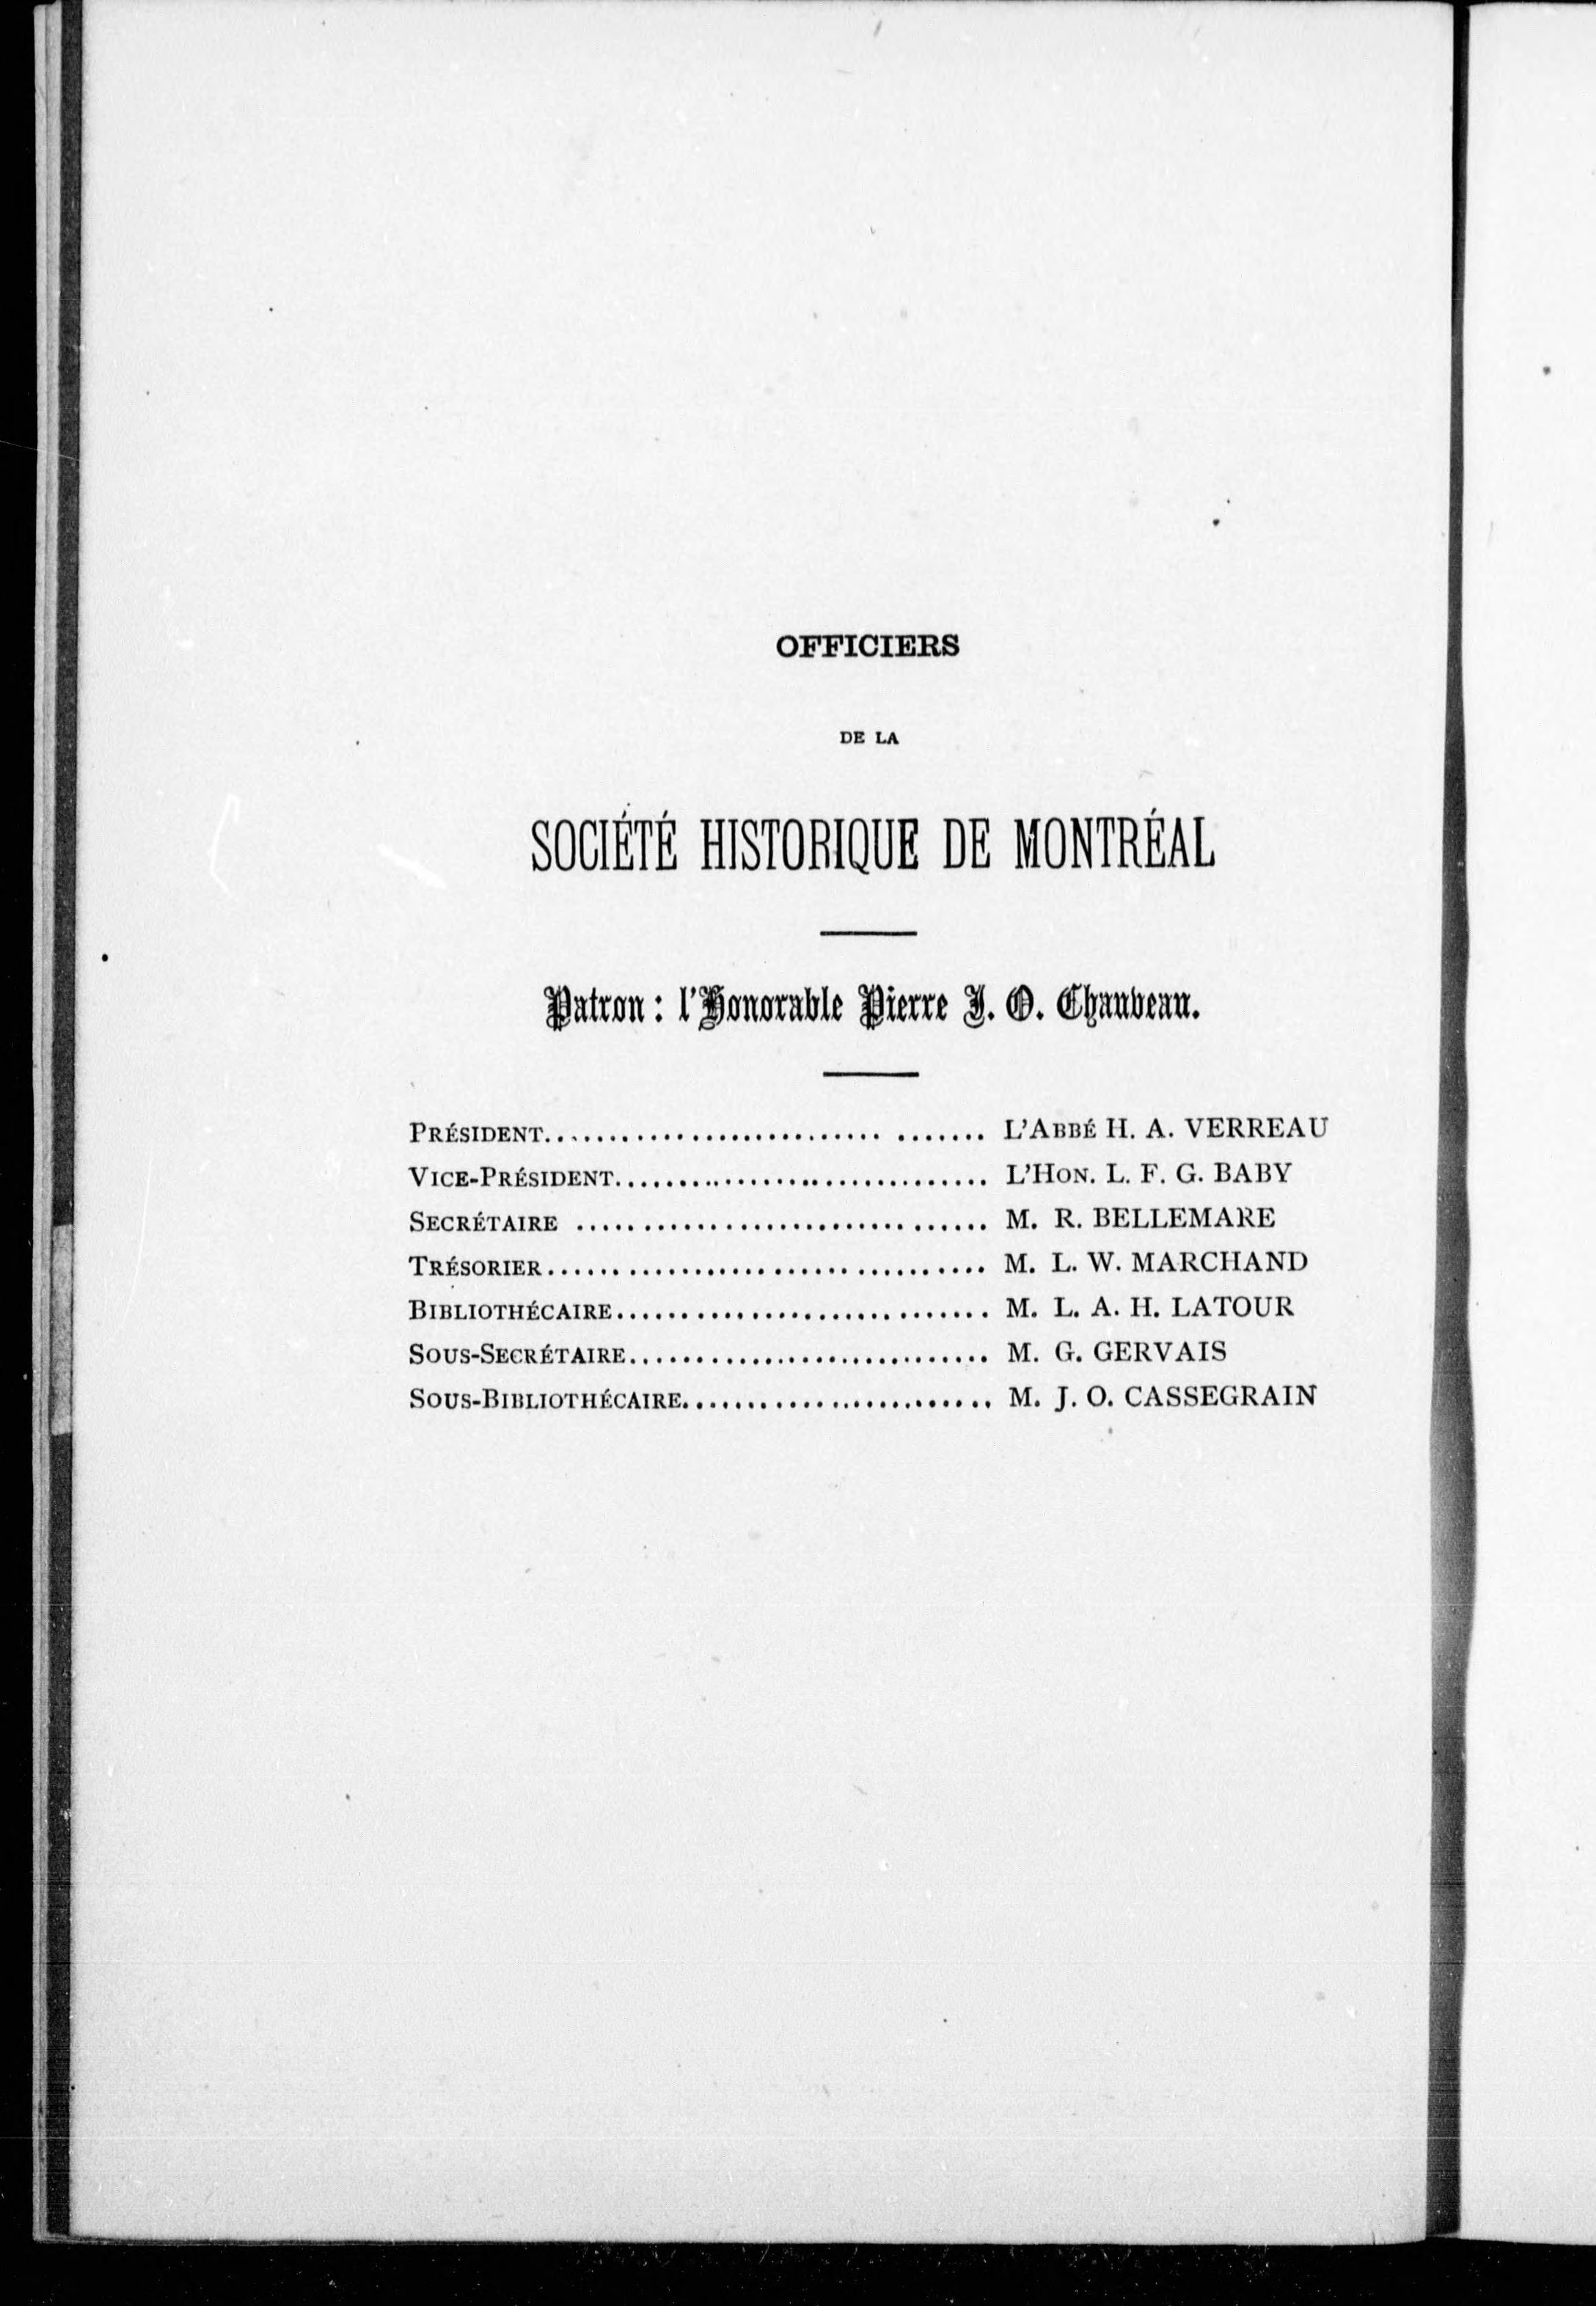 OFFICIERS
DE LA
SOCIÉTÉ HISTORIQUE DE MONTRÉAL
Patron : l'Honorable Pierre J. O. Chauveau.
PRÉSIDENT.................................. L'ABBÉ H. A. VERREAU
VICE-PRÉSIDENT............................. L'HON. L. F. G. BABY
SECRÉTAIRE ................................ M. R. BELLEMARE
TRÉSORIER.................................. M. L. W. MARCHAND
BIBLIOTHÉCAIRE............................. M. L. A. H. LATOUR
SOUS-SECRÉTAIRE............................ M. G. GERVAIS
SOUS-BIBLIOTHÉCAIRE........................ M. J. O. CASSEGRAIN